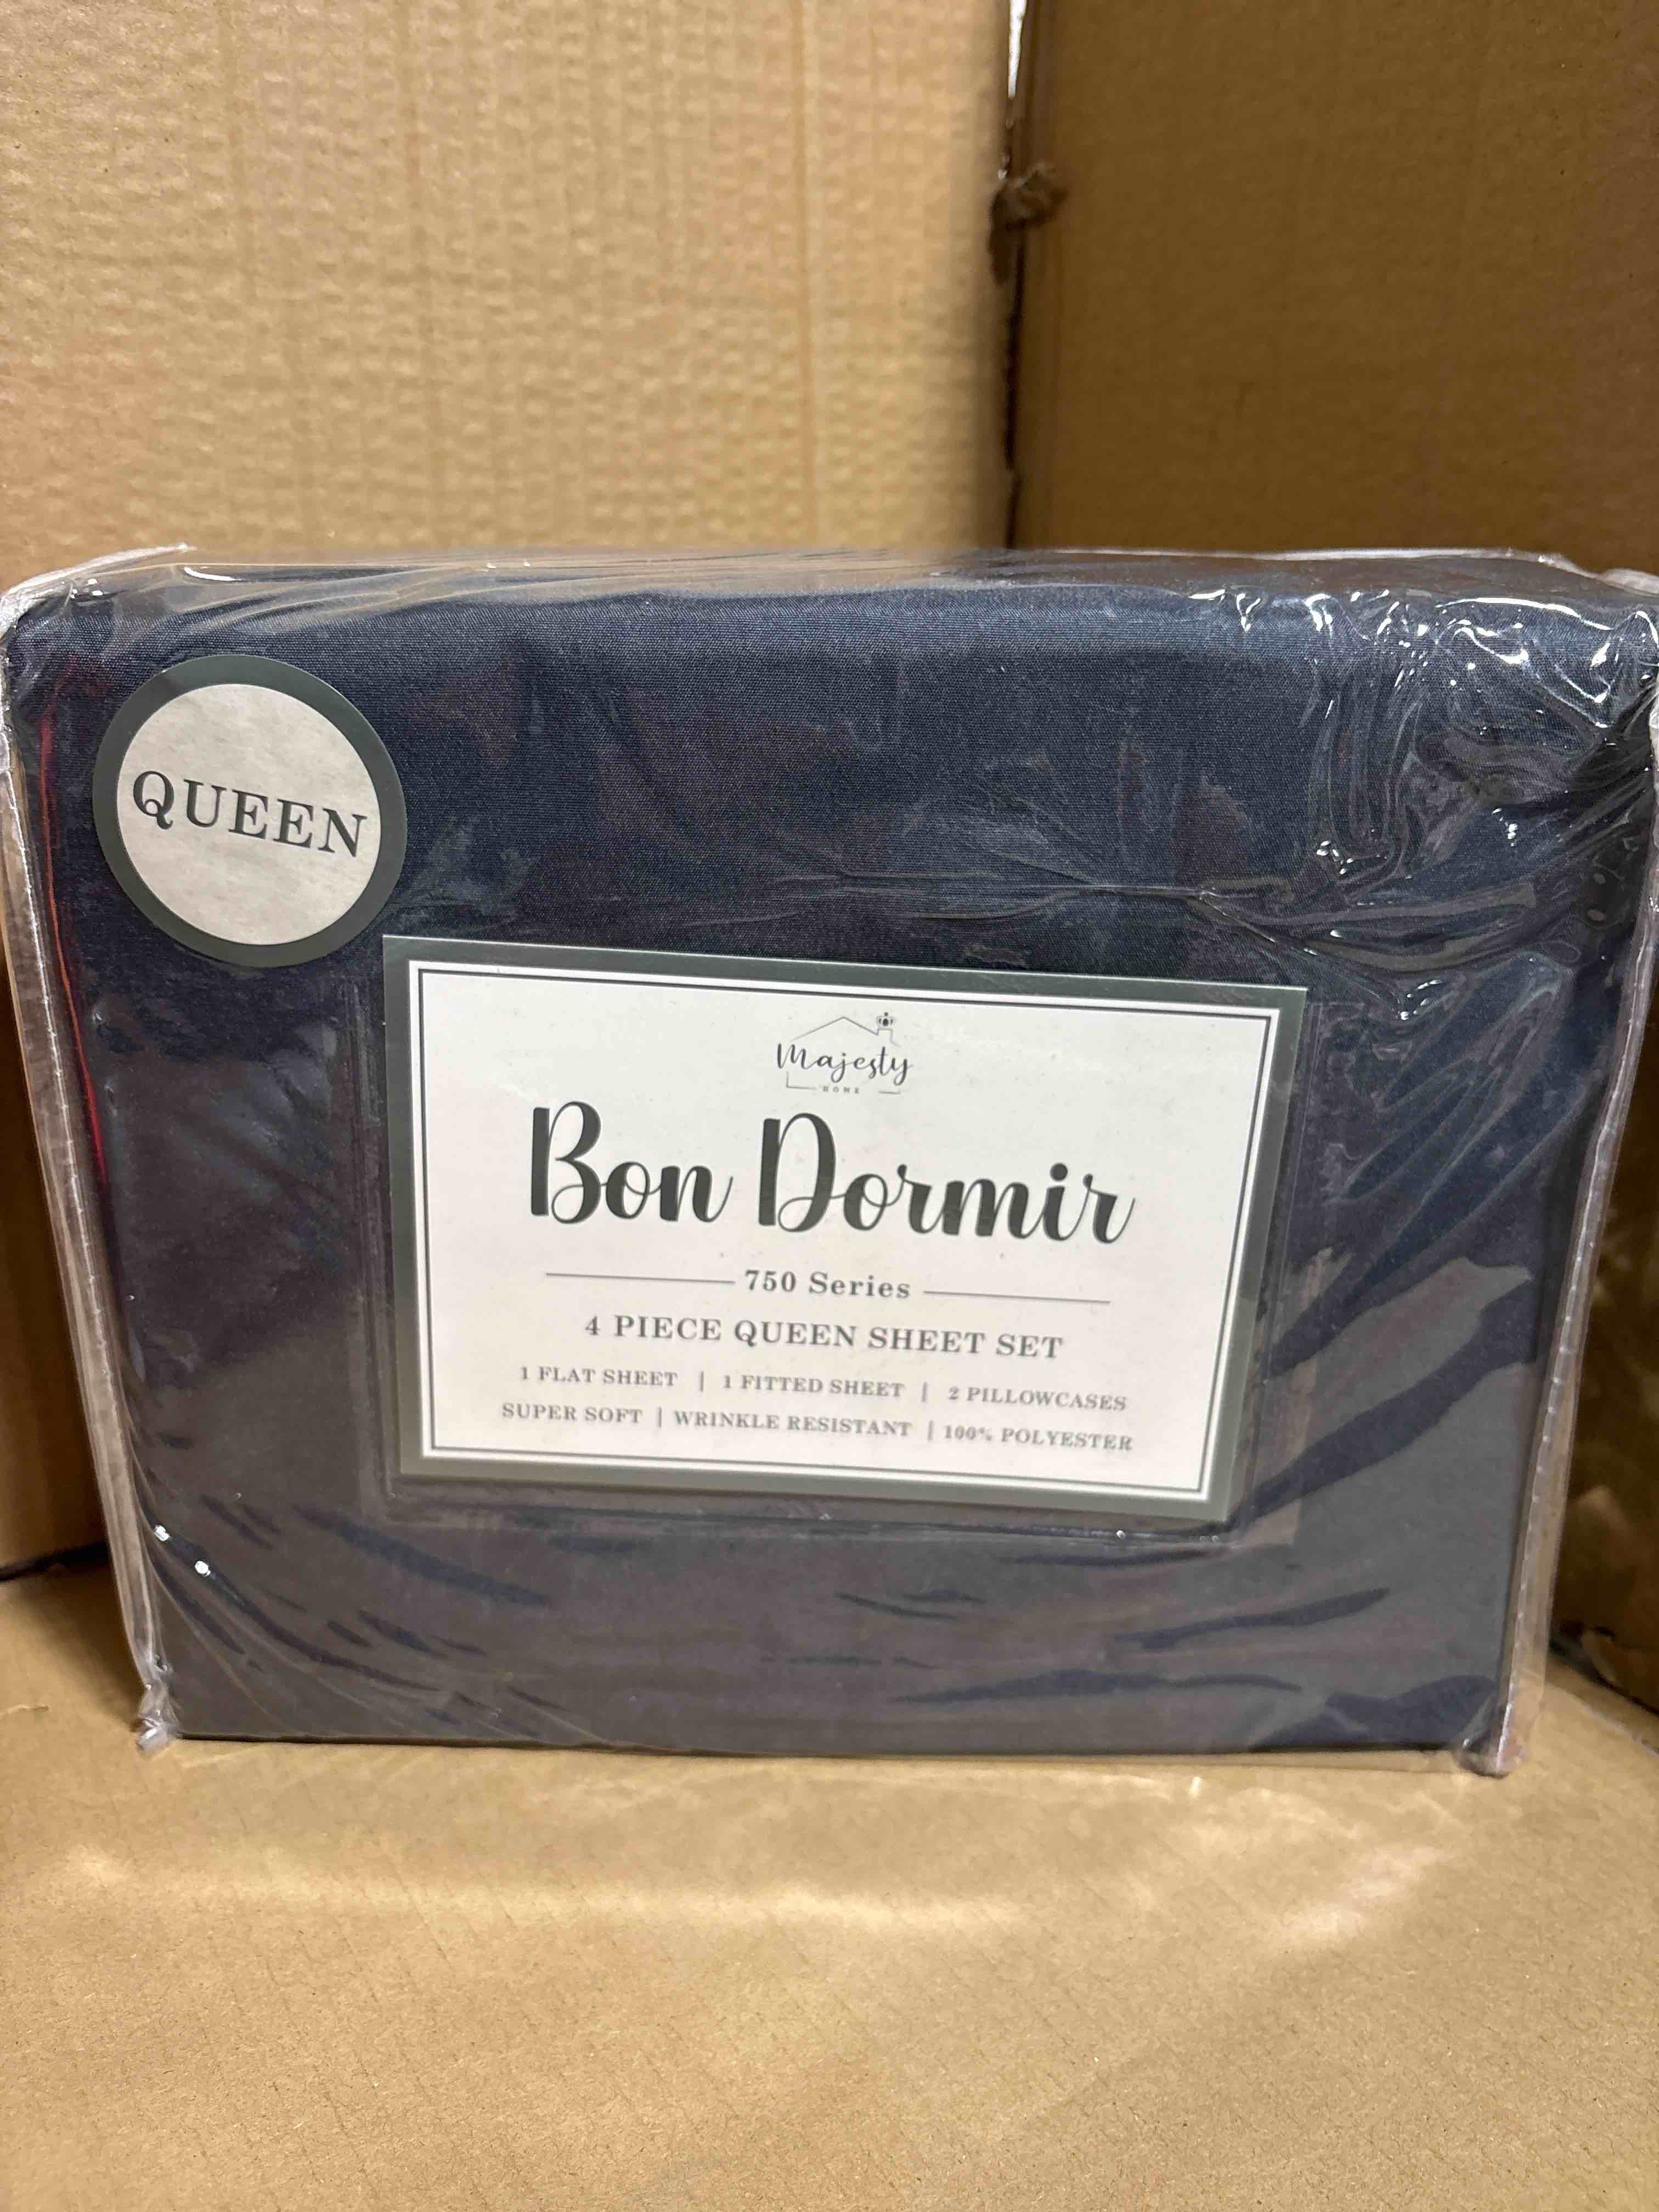 QUEEN
Majesty
HOME
Bon Dormir
750 Series
4 PIECE QUEEN SHEET SET
1 FLAT SHEET | 1 FITTED SHEET | 2 PILLOWCASES
SUPER SOFT | WRINKLE RESISTANT | 100% POLYESTER